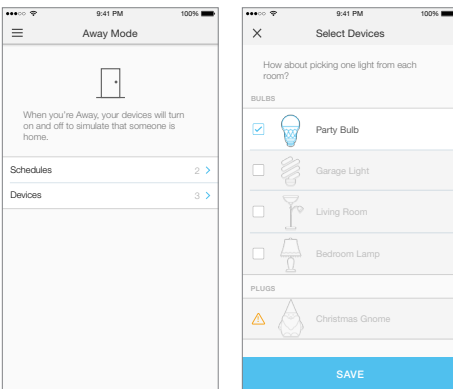 9:41 PM
100%
Away Mode
When you're Away, your devices will turn
on and off to simulate that someone is
home.
Schedules
2
Devices
3
9:41 PM
100%
Select Devices
How about picking one light from each
room?
BULBS
Party Bulb
Garage Light
Living Room
Bedroom Lamp
PLUGS
Christmas Gnome
SAVE